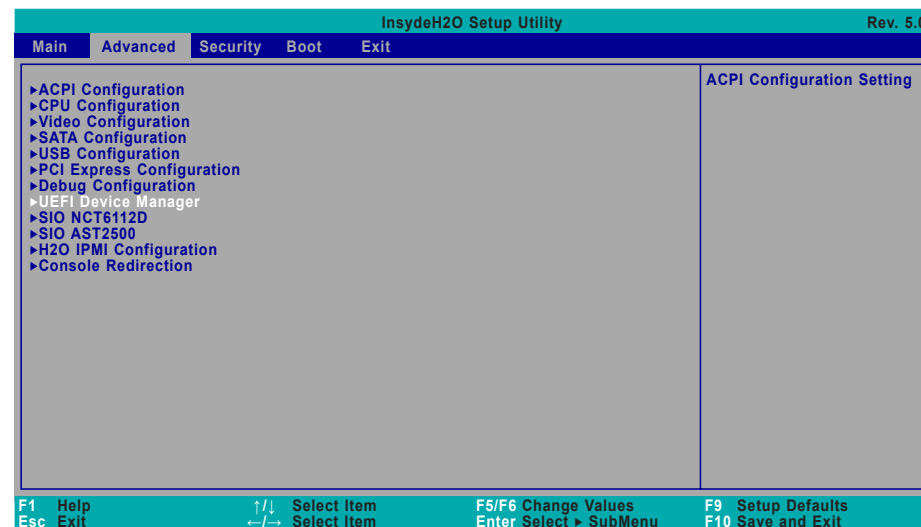 InsydeH2O Setup Utility Rev. 5.0
Main Advanced Security Boot Exit
▸ACPI Configuration
▸CPU Configuration
▸Video Configuration
▸SATA Configuration
▸USB Configuration
▸PCI Express Configuration
▸Debug Configuration
▸UEFI Device Manager
▸SIO NCT6112D
▸SIO AST2500
▸H2O IPMI Configuration
▸Console Redirection
ACPI Configuration Setting
F1 Help ↑/↓ Select Item F5/F6 Change Values F9 Setup Defaults
Esc Exit ←/→ Select Item Enter Select ▸ SubMenu F10 Save and Exit